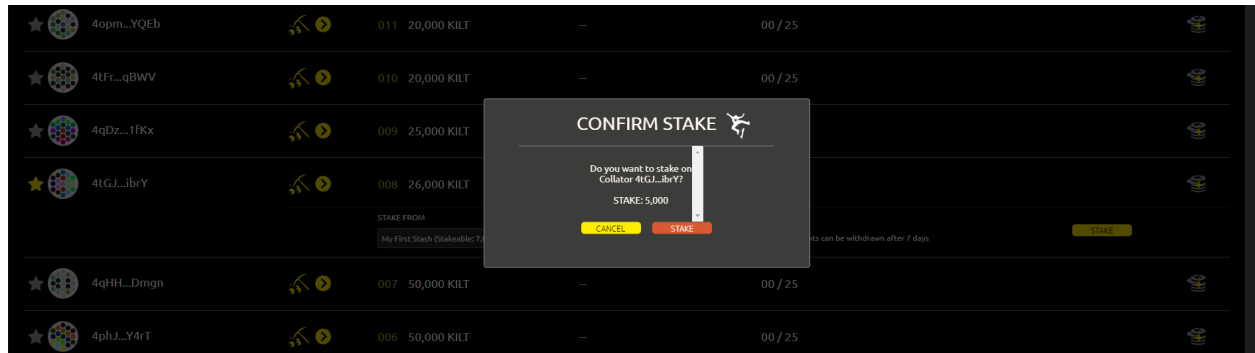 4opm...YQEb 011 20,000 KILT -- 00 / 25
4tFr...qBWV 010 20,000 KILT -- 00 / 25
4qDz...1fKx 009 25,000 KILT
CONFIRM STAKE
Do you want to stake on
Collator 4tGJ...ibrY?
STAKE: 5,000
CANCEL STAKE
4tGJ...ibrY 008 26,000 KILT
STAKE FROM
My First Stash (Stakeable: 7, can be withdrawn after 7 days STAKE
4qHH...Dmgn 007 50,000 KILT -- 00 / 25
4phJ...Y4rT 006 50,000 KILT -- 00 / 25